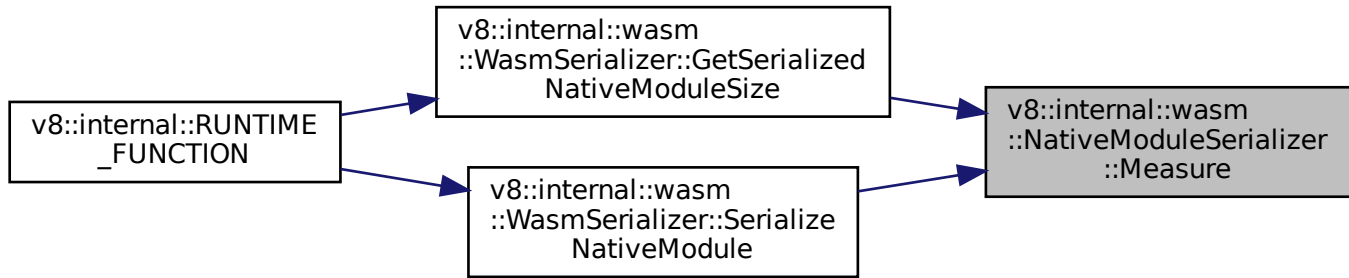 v8::internal::RUNTIME
_FUNCTION
v8::internal::wasm
::WasmSerializer::GetSerialized
NativeModuleSize
v8::internal::wasm
::WasmSerializer::Serialize
NativeModule
v8::internal::wasm
::NativeModuleSerializer
::Measure